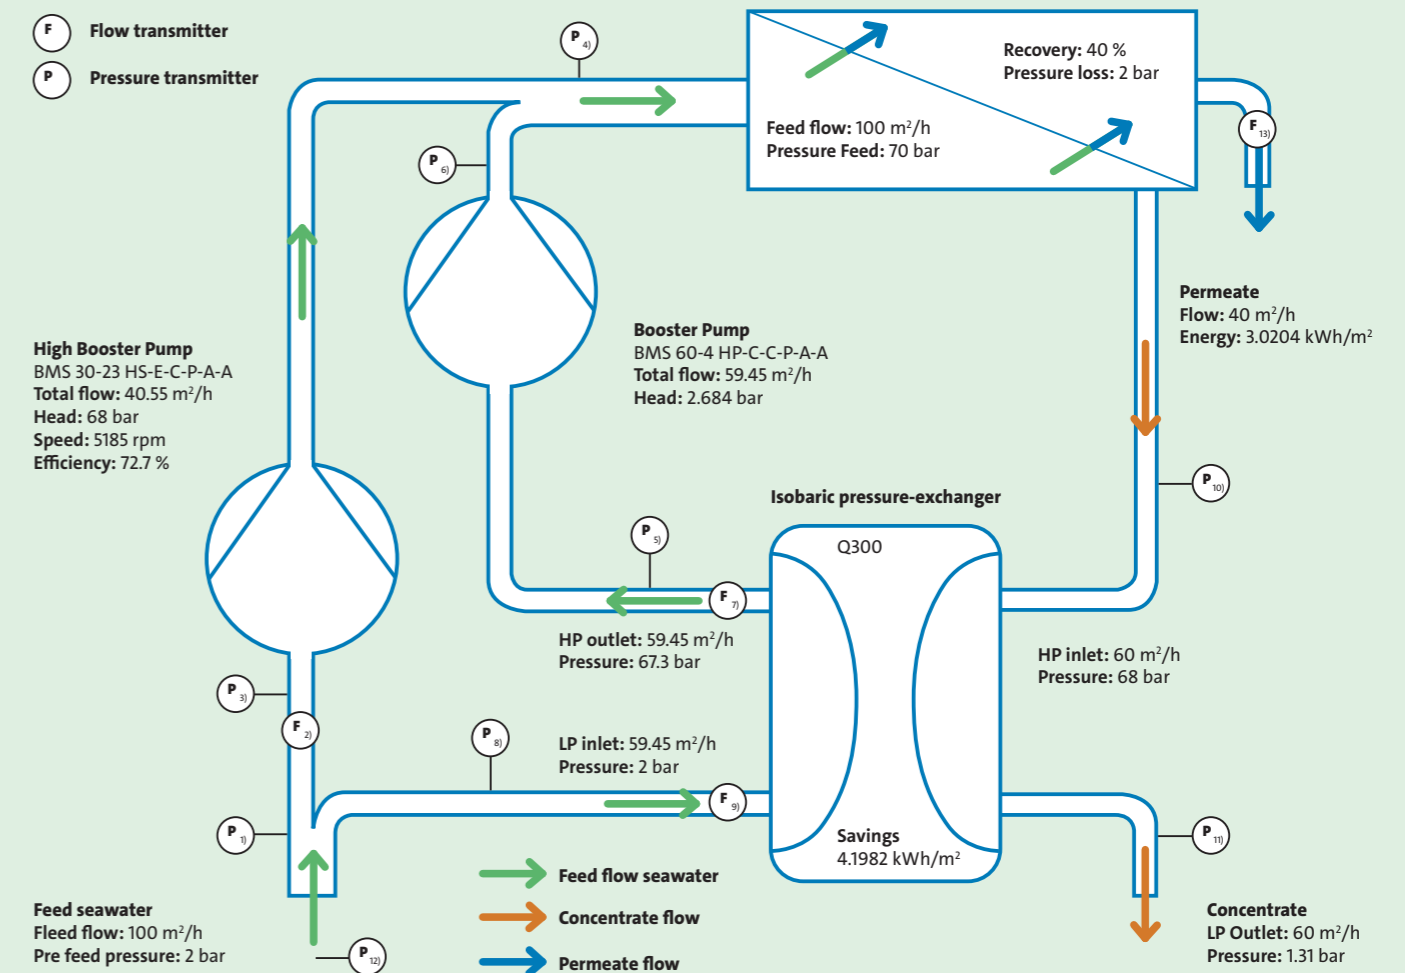 F Flow transmitter
P Pressure transmitter
P 4)
Recovery: 40 %
Pressure loss: 2 bar
Feed flow: 100 m²/h
Pressure Feed: 70 bar
F 13)
P 6)
Permeate
Flow: 40 m²/h
Energy: 3.0204 kWh/m²
High Booster Pump
BMS 30-23 HS-E-C-P-A-A
Total flow: 40.55 m²/h
Head: 68 bar
Speed: 5185 rpm
Efficiency: 72.7 %
Booster Pump
BMS 60-4 HP-C-C-P-A-A
Total flow: 59.45 m²/h
Head: 2.684 bar
P 10)
Isobaric pressure-exchanger
Q300
P 5)
F 7)
HP outlet: 59.45 m²/h
Pressure: 67.3 bar
HP inlet: 60 m²/h
Pressure: 68 bar
P 3)
F 2)
P 8)
LP inlet: 59.45 m²/h
Pressure: 2 bar
F 9)
P 1)
Savings
4.1982 kWh/m²
P 11)
Feed flow seawater
Concentrate flow
Permeate flow
Feed seawater
Fleed flow: 100 m²/h
Pre feed pressure: 2 bar
P 12)
Concentrate
LP Outlet: 60 m²/h
Pressure: 1.31 bar